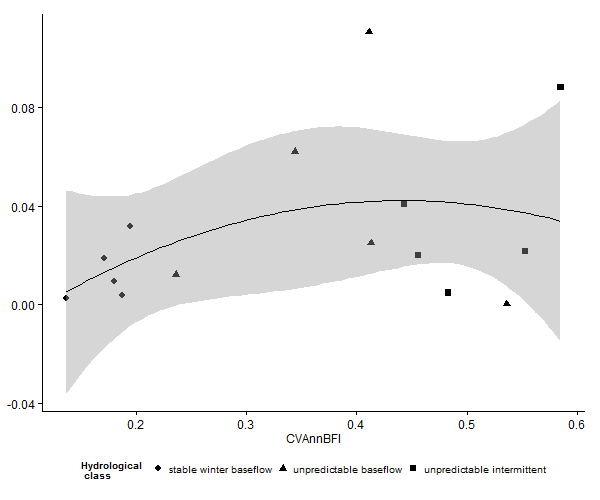 0.08
0.04
0.00
-0.04
0.2 0.3 0.4 0.5 0.6
CVAnnBFI
Hydrological
class
stable winter baseflow unpredictable baseflow unpredictable intermittent